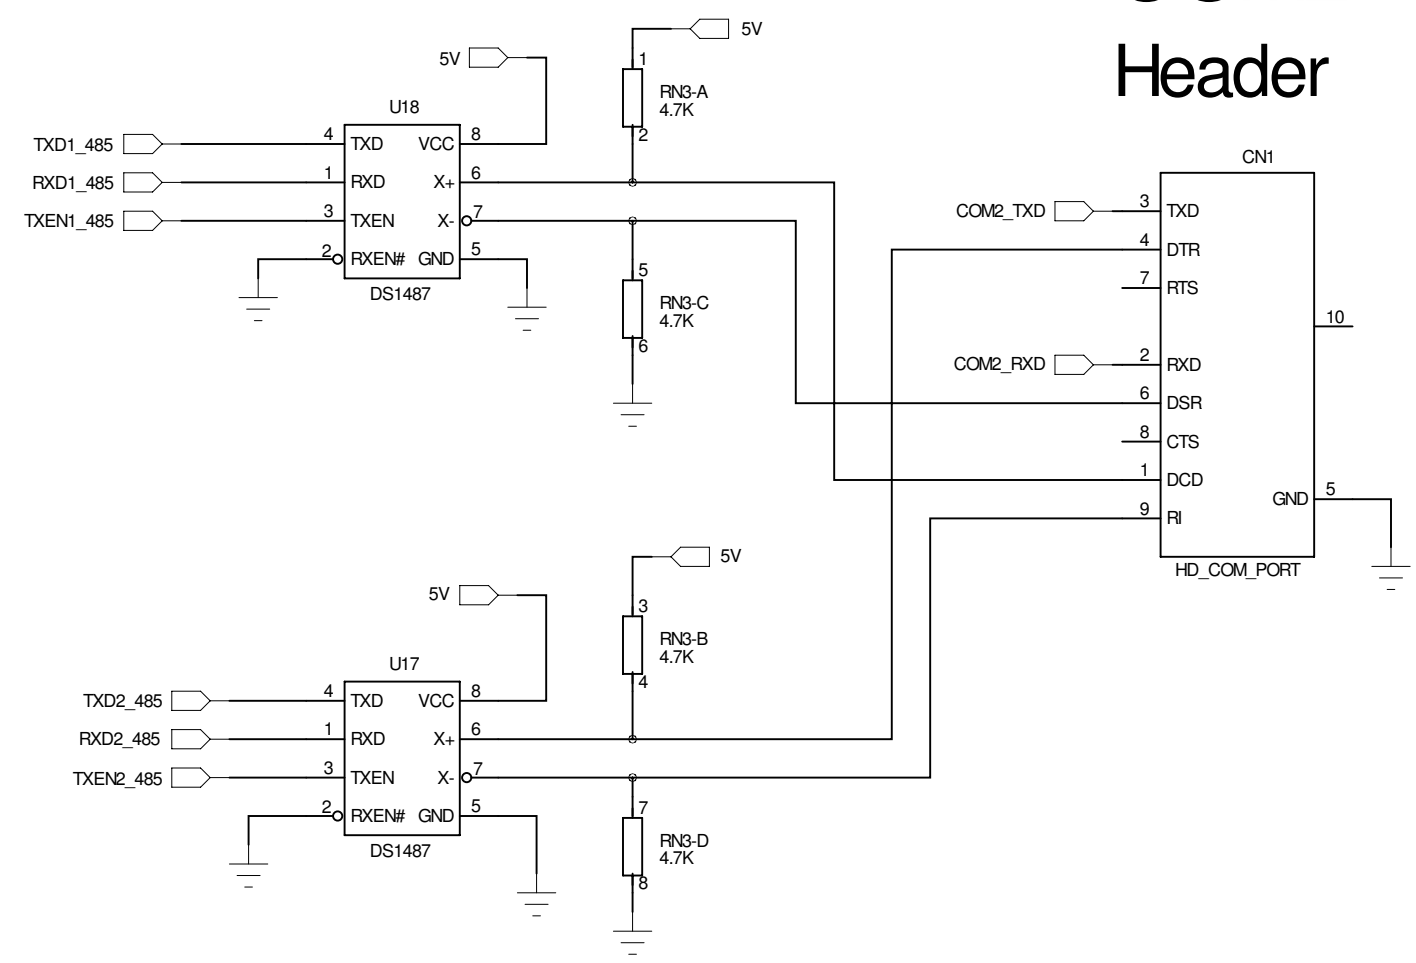 Header
5V
5V
1
RN3-A
4.7K
2
U18
TXD1_485
4
TXD
VCC
8
RXD1_485
1
RXD
X+
6
TXEN1_485
3
TXEN
X-
7
2
RXEN#
GND
5
DS1487
5
RN3-C
4.7K
6
CN1
COM2_TXD
3
TXD
4
DTR
7
RTS
10
COM2_RXD
2
RXD
6
DSR
8
CTS
1
DCD
GND
5
9
RI
HD_COM_PORT
5V
5V
3
RN3-B
4.7K
4
U17
TXD2_485
4
TXD
VCC
8
RXD2_485
1
RXD
X+
6
TXEN2_485
3
TXEN
X-
7
2
RXEN#
GND
5
DS1487
7
RN3-D
4.7K
8